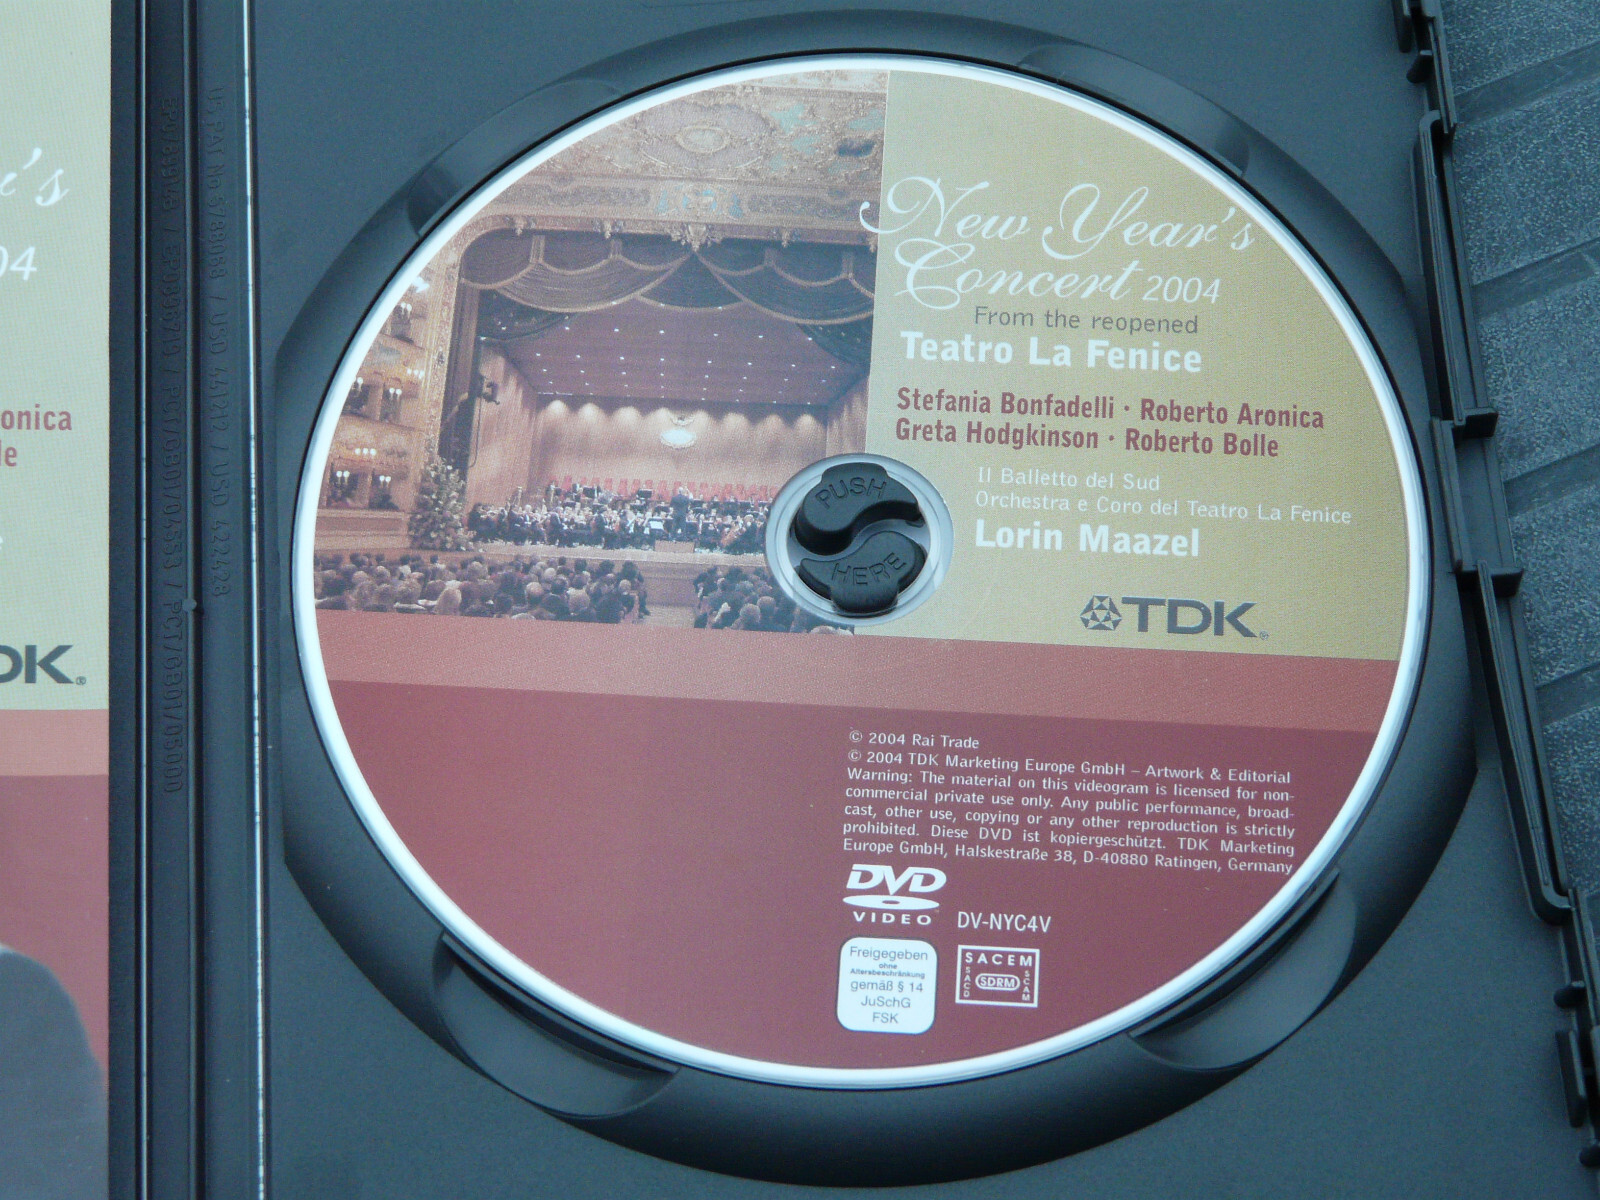 New Year's
Concert 2004
From the reopened
Teatro La Fenice
Stefania Bonfadelli · Roberto Aronica
Greta Hodgkinson · Roberto Bolle
Il Balletto del Sud
Orchestra e Coro del Teatro La Fenice
Lorin Maazel
TDK®
PUSH
HERE
© 2004 Rai Trade
© 2004 TDK Marketing Europe GmbH – Artwork & Editorial
Warning: The material on this videogram is licensed for non-
commercial private use only. Any public performance, broad-
cast, other use, copying or any other reproduction is strictly
prohibited. Diese DVD ist kopiergeschützt. TDK Marketing
Europe GmbH, Halskestraße 38, D-40880 Ratingen, Germany
DVD
VIDEO
DV-NYC4V
Freigegeben
ohne
Altersbeschränkung
gemäß § 14
JuSchG
FSK
SACEM
SACD
SDRM
SCAM
's
04
onica
le
DK®